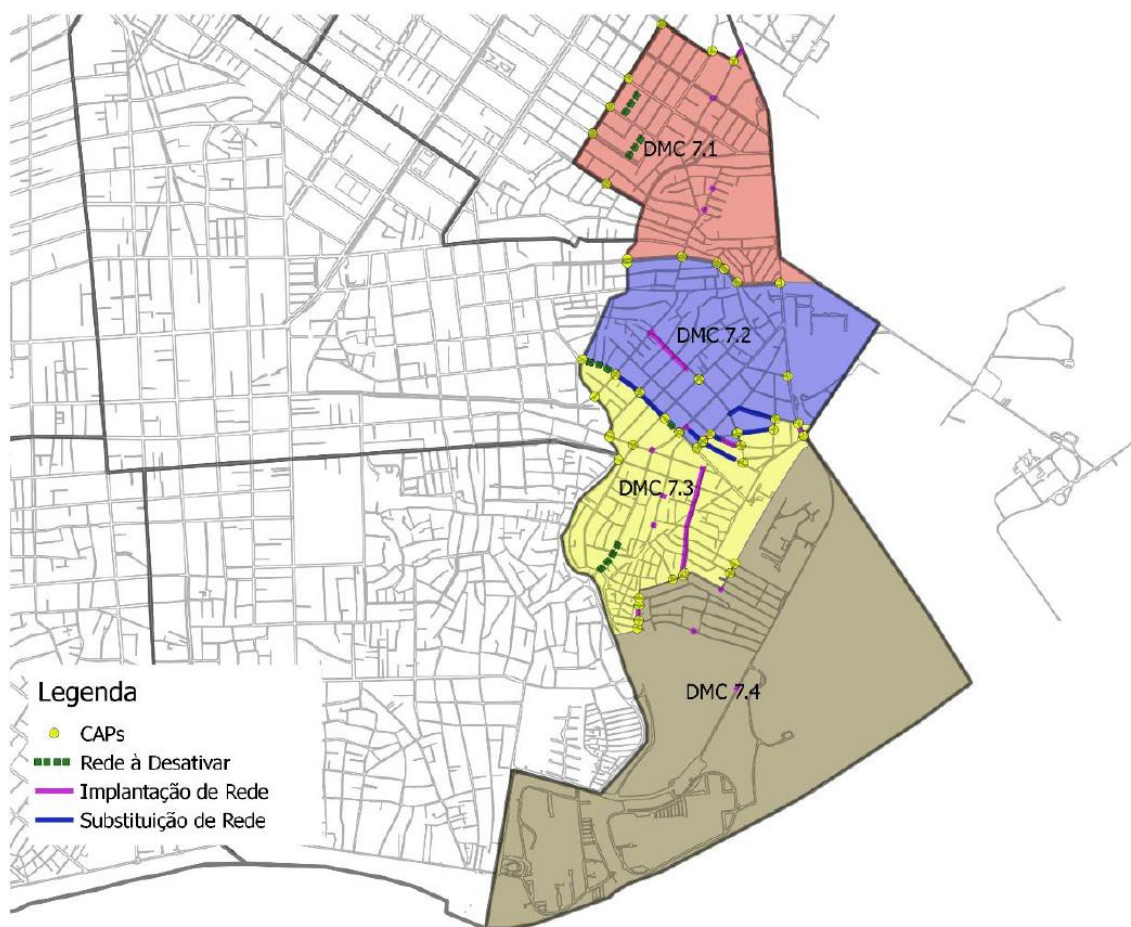 DMC 7.1
DMC 7.2
DMC 7.3
DMC 7.4
Legenda
CAPs
Rede à Desativar
Implantação de Rede
Substituição de Rede